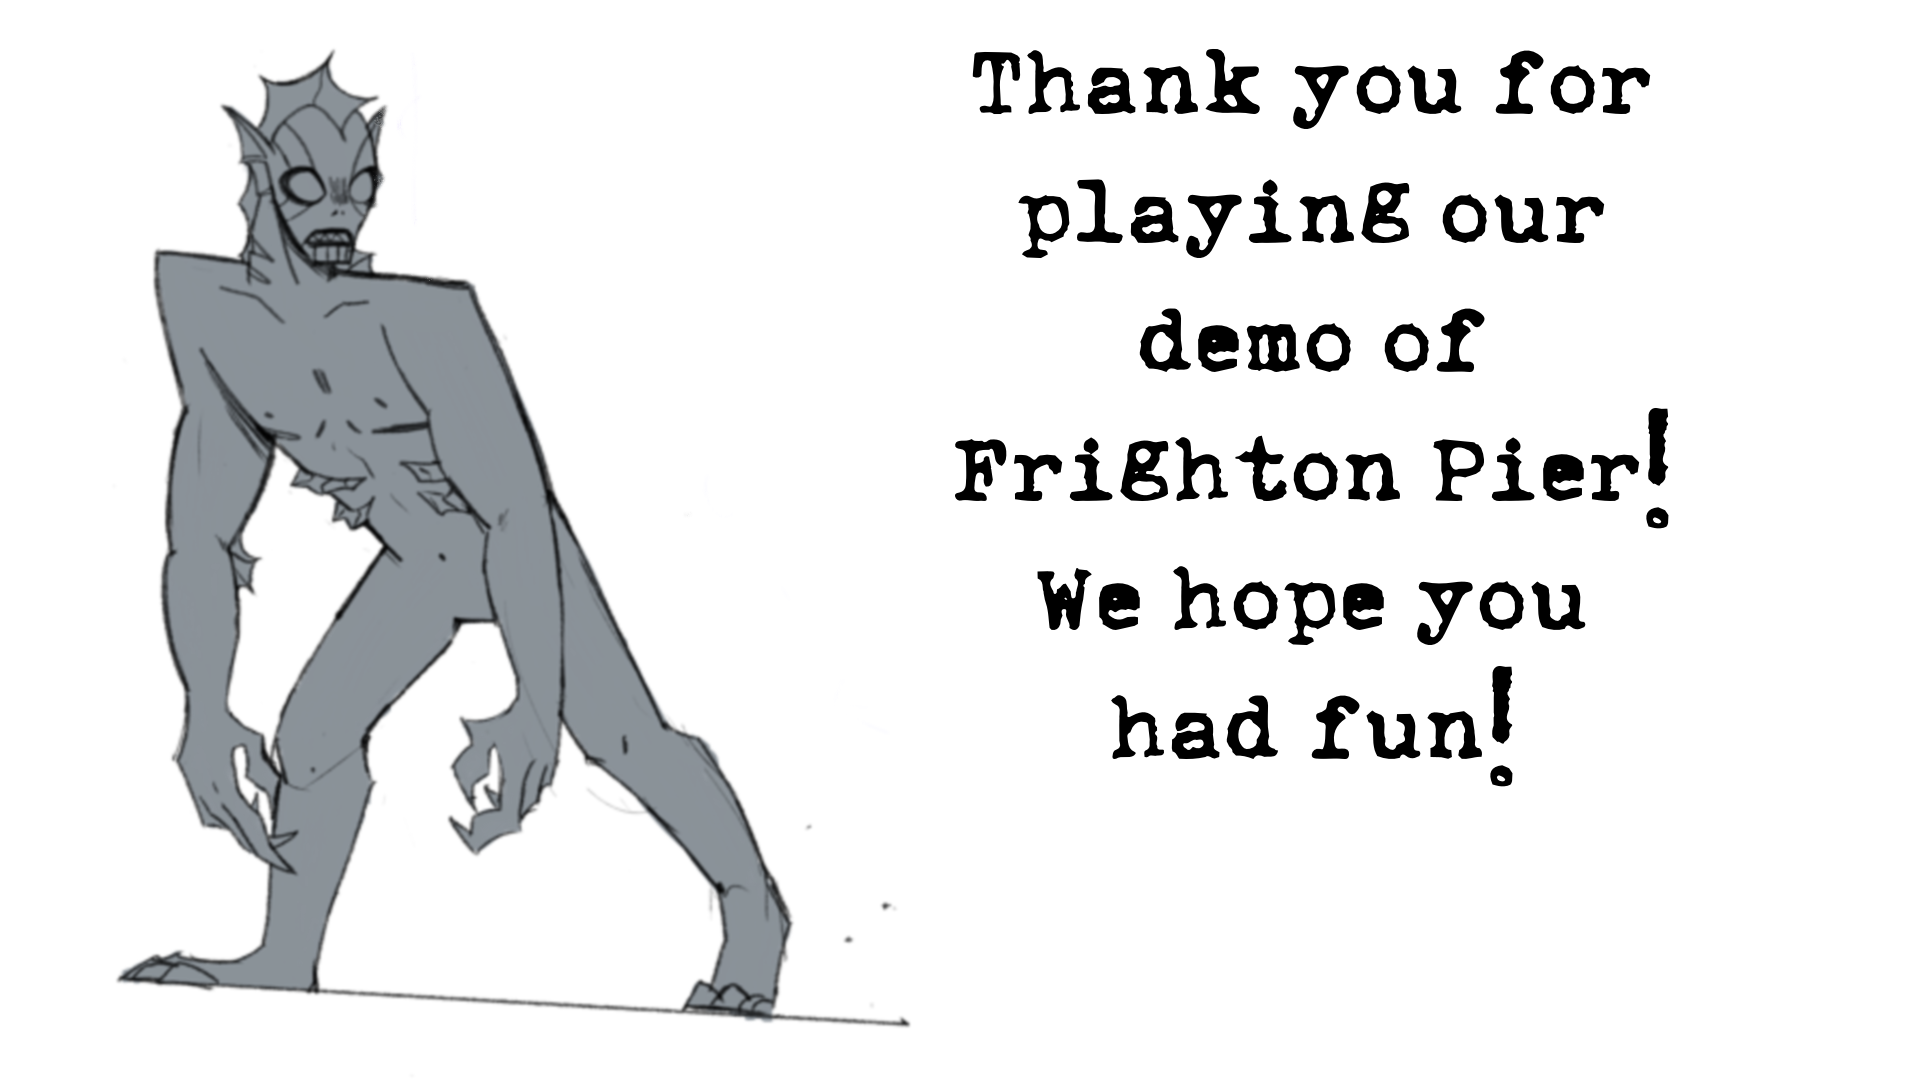 Thank you for
playing our
demo of
Frighton Pier!
We hope you
had fun!